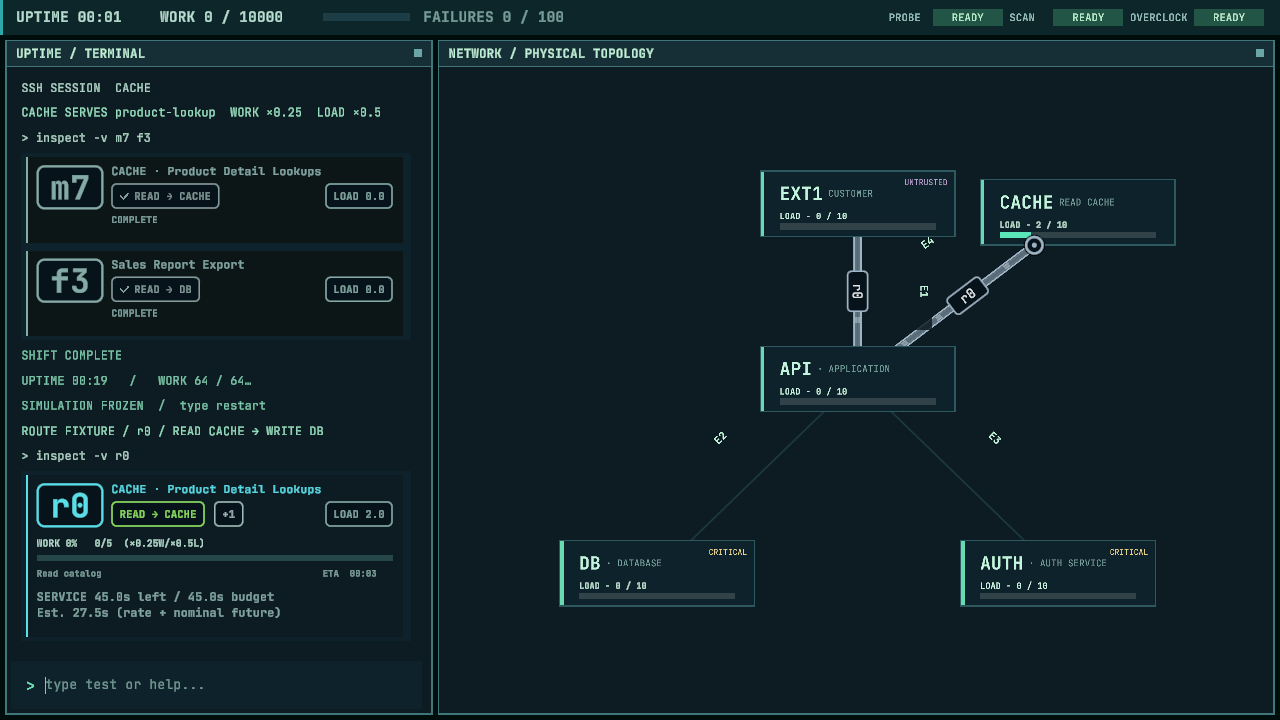 UPTIME 00:01 WORK 0 / 10000 FAILURES 0 / 100 PROBE READY SCAN READY OVERCLOCK READY
UPTIME / TERMINAL
SSH SESSION CACHE
CACHE SERVES product-lookup WORK ×0.25 LOAD ×0.5
> inspect -v m7 f3
m7 CACHE · Product Detail Lookups
✓ READ → CACHE LOAD 0.0
COMPLETE
f3 Sales Report Export
✓ READ → DB LOAD 0.0
COMPLETE
SHIFT COMPLETE
UPTIME 00:19 / WORK 64 / 64…
SIMULATION FROZEN / type restart
ROUTE FIXTURE / r0 / READ CACHE → WRITE DB
> inspect -v r0
r0 CACHE · Product Detail Lookups
READ → CACHE +1 LOAD 2.0
WORK 0% 0/5 (×0.25W/×0.5L)
Read catalog ETA 00:03
SERVICE 45.0s left / 45.0s budget
Est. 27.5s (rate + nominal future)
> type test or help...
NETWORK / PHYSICAL TOPOLOGY
UNTRUSTED
EXT1 CUSTOMER
LOAD - 0 / 10
CACHE READ CACHE
LOAD - 2 / 10
E4
r0
E1
r0
API · APPLICATION
LOAD - 0 / 10
E2
E3
CRITICAL
DB · DATABASE
LOAD - 0 / 10
CRITICAL
AUTH · AUTH SERVICE
LOAD - 0 / 10